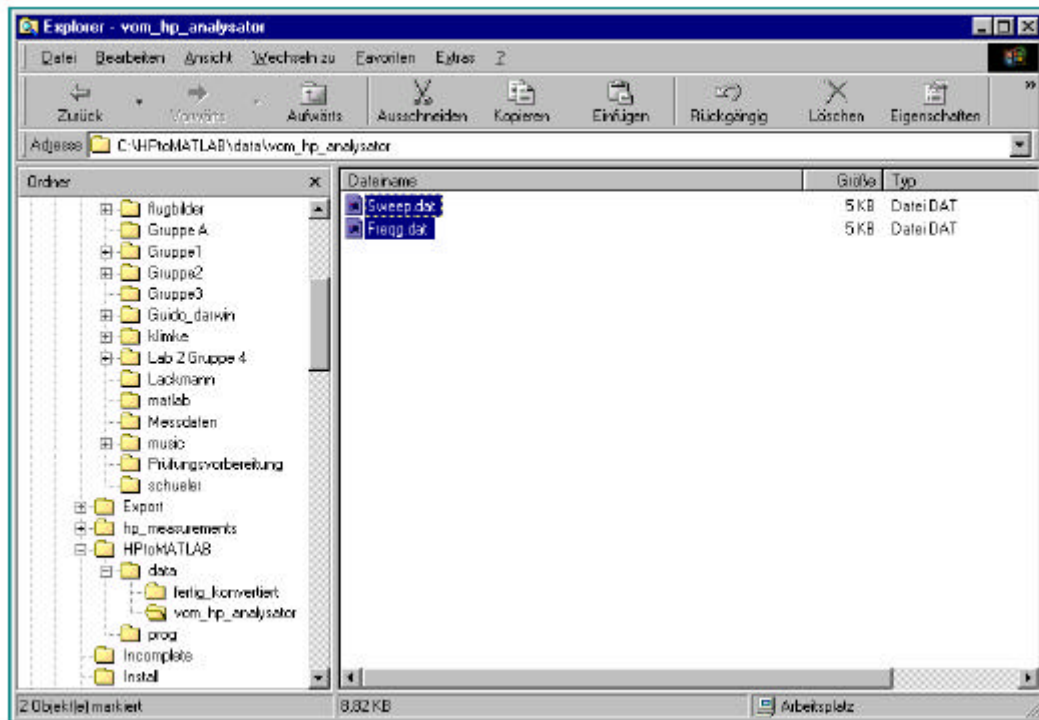 Explorer - vom_hp_analysator
Datei Bearbeiten Ansicht Wechseln zu Favoriten Extras ?
Zurück Vorwärts Aufwärts Ausschneiden Kopieren Einfügen Rückgängig Löschen Eigenschaften »
Adresse C:\HPtoMATLAB\data\vom_hp_analysator
Ordner
Dateiname Größe Typ
Sweep.dat 5 KB Datei DAT
Freqg.dat 5 KB Datei DAT
flugbilder
Gruppe A
Gruppe1
Gruppe2
Gruppe3
Guido_darwin
klimke
Lab 2 Gruppe 4
Lackmann
matlab
Messdaten
music
Prüfungsvorbereitung
schueler
Export
hp_measurements
HPtoMATLAB
data
fertig_konvertiert
vom_hp_analysator
prog
Incomplete
Install
2 Objekt(e) markiert 8,82 KB Arbeitsplatz